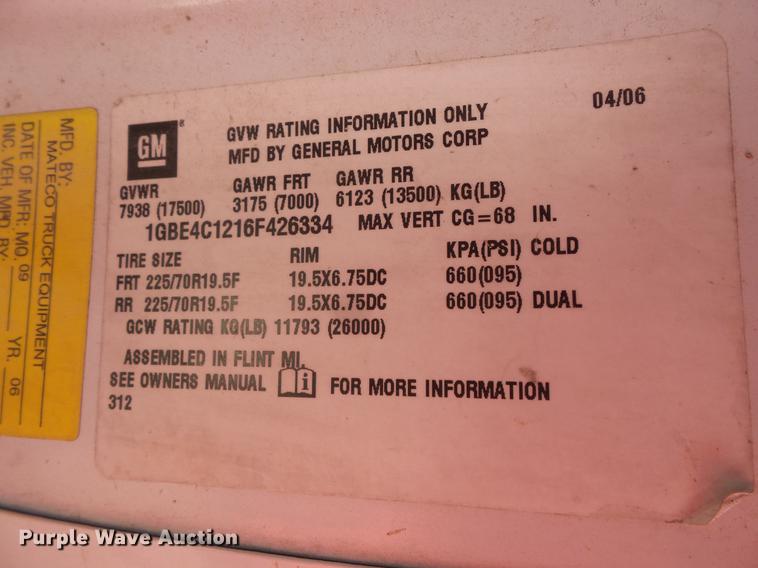 MFD. BY:
MATECO TRUCK EQUIPMENT
DATE OF MFR: MO. 09 YR. 06
INC. VEH. MFD. BY:
GM ®
GVW RATING INFORMATION ONLY
MFD BY GENERAL MOTORS CORP
04/06
GVWR GAWR FRT GAWR RR
7938 (17500) 3175 (7000) 6123 (13500) KG(LB)
1GBE4C1216F426334 MAX VERT CG=68 IN.
TIRE SIZE RIM KPA(PSI) COLD
FRT 225/70R19.5F 19.5X6.75DC 660(095)
RR 225/70R19.5F 19.5X6.75DC 660(095) DUAL
GCW RATING KG(LB) 11793 (26000)
ASSEMBLED IN FLINT MI.
SEE OWNERS MANUAL i FOR MORE INFORMATION
312
Purple Wave Auction